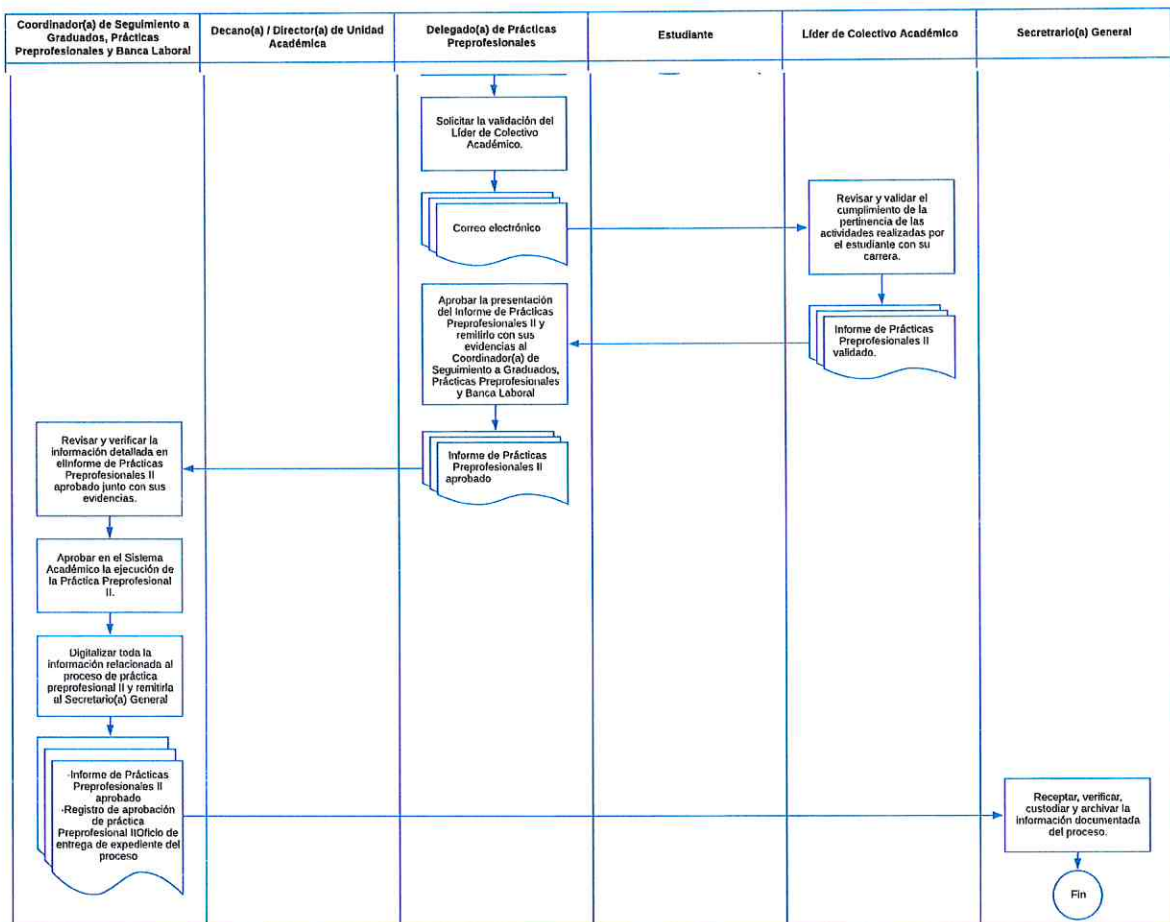 Coordinador(a) de Seguimiento a
Graduados, Prácticas
Preprofesionales y Banca Laboral
Decano(a) / Director(a) de Unidad
Académica
Delegado(a) de Prácticas
Preprofesionales
Estudiante
Líder de Colectivo Académico
Secretrario(a) General
Solicitar la validación del
Líder de Colectivo
Académico.
Correo electrónico
Revisar y validar el
cumplimiento de la
pertinencia de las
actividades realizadas por
el estudiante con su
carrera.
Informe de Prácticas
Preprofesionales II
validado.
Aprobar la presentación
del Informe de Prácticas
Preprofesionales II y
remitirlo con sus
evidencias al
Coordinador(a) de
Seguimiento a Graduados,
Prácticas Preprofesionales
y Banca Laboral
Informe de Prácticas
Preprofesionales II
aprobado
Revisar y verificar la
información detallada en
elInforme de Prácticas
Preprofesionales II
aprobado junto con sus
evidencias.
Aprobar en el Sistema
Académico la ejecución de
la Práctica Preprofesional
II.
Digitalizar toda la
información relacionada al
proceso de práctica
preprofesional II y remitirla
al Secretario(a) General
-Informe de Prácticas
Preprofesionales II
aprobado
-Registro de aprobación de
práctica
Preprofesional IIOficio de
entrega de expediente del
proceso
Receptar, verificar,
custodiar y archivar la
información documentada
del proceso.
Fin